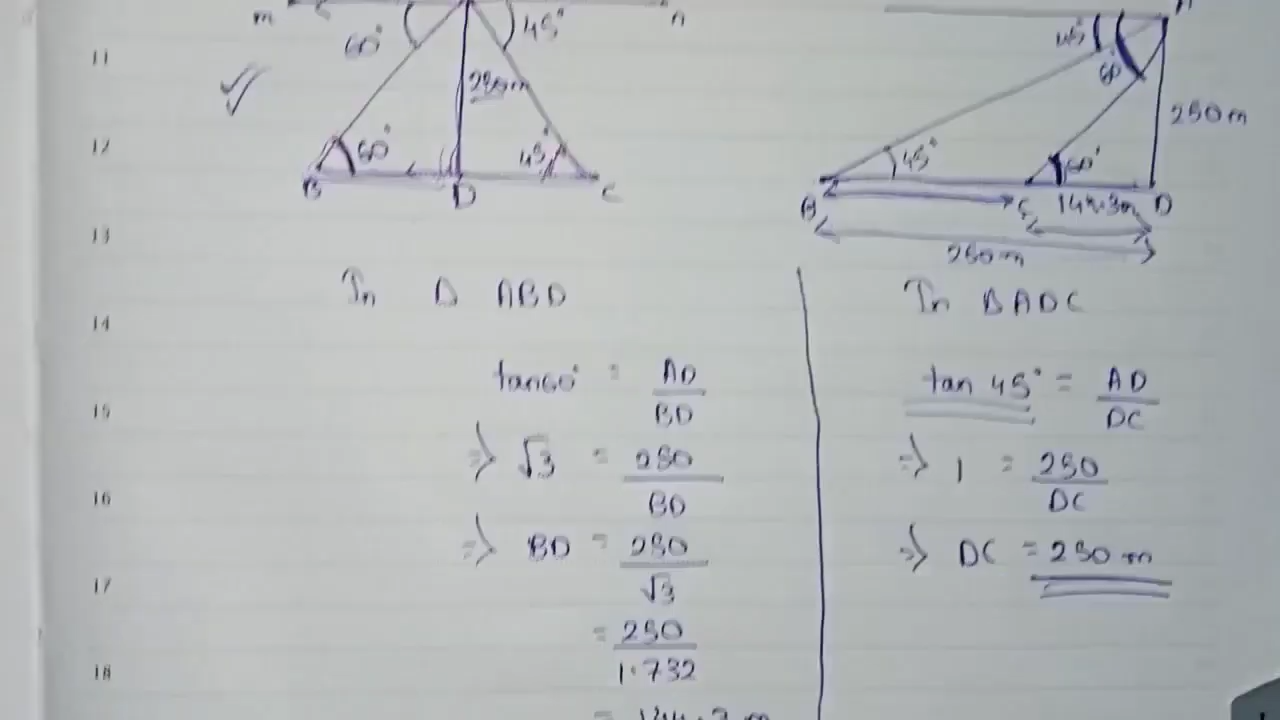 m n
60° 45°
250m
60° 45°
B D C
45°
60°
250m
45° 60°
B C 144.3m D
250m
11
12
13
14
15
16
17
18
In Δ ABD
tan60° = AD
BD
⇒ √3 = 250
BD
⇒ BD = 250
√3
= 250
1.732
In Δ ADC
tan 45° = AD
DC
⇒ 1 = 250
DC
⇒ DC = 250 m